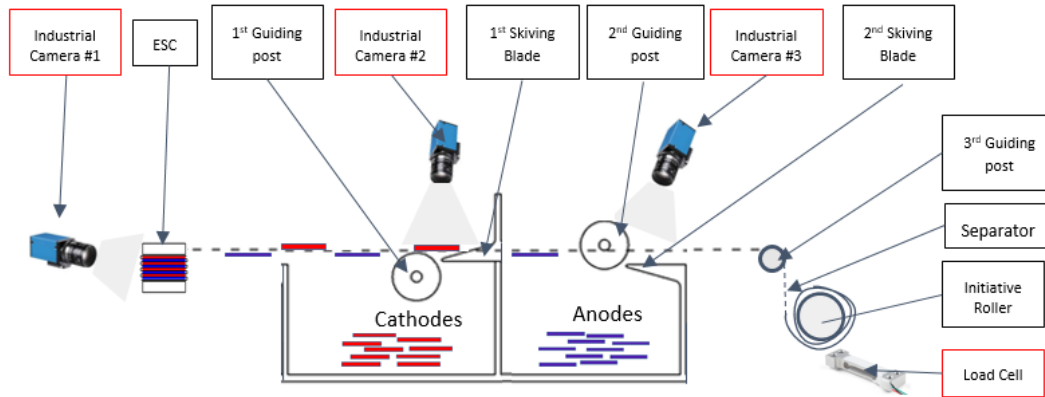 Industrial
Camera #1
ESC
1st Guiding
post
Industrial
Camera #2
1st Skiving
Blade
2nd Guiding
post
Industrial
Camera #3
2nd Skiving
Blade
3rd Guiding
post
Separator
Initiative
Roller
Load Cell
Cathodes
Anodes